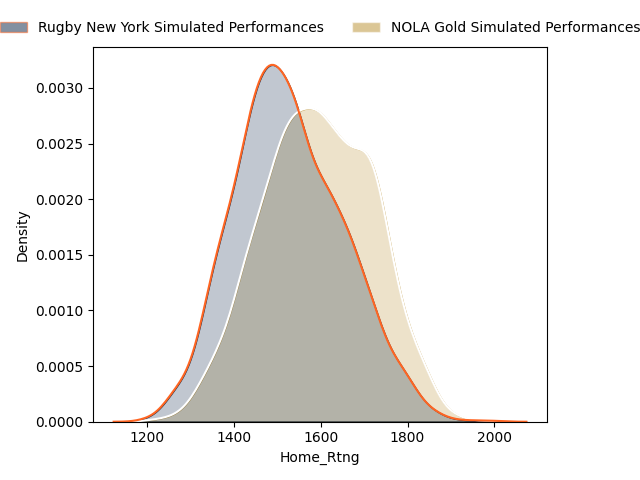 Rugby New York Simulated Performances
NOLA Gold Simulated Performances
0.0030
0.0025
0.0020
0.0015
0.0010
0.0005
0.0000
Density
1200 1400 1600 1800 2000
Home_Rtng